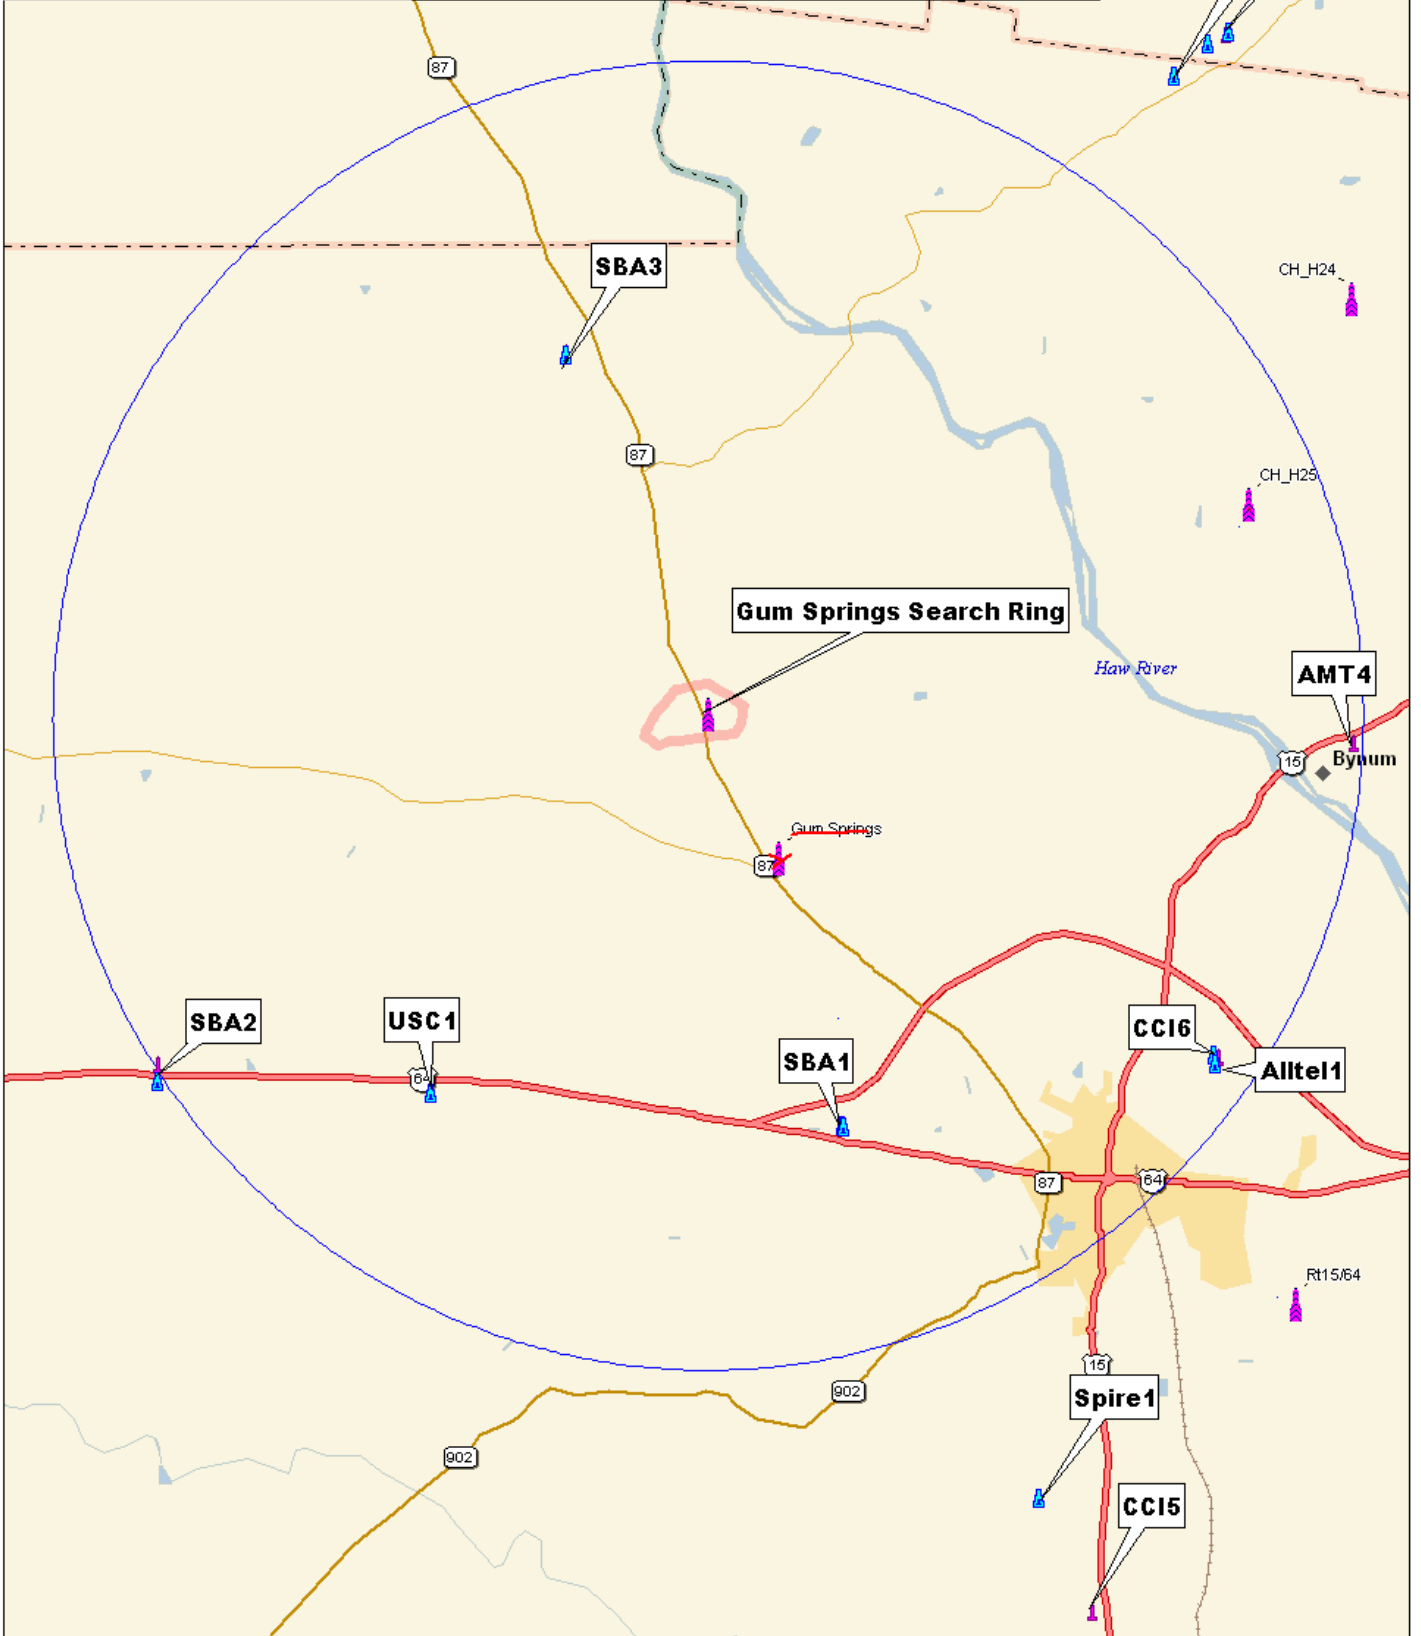 87
SBA3
CH_H24
87
CH_H25
Gum Springs Search Ring
Haw River
AMT4
15
Bynum
Gum Springs
87
SBA2
USC1
64
SBA1
CCI6
Alltel1
87
64
Rt15/64
15
902
Spire1
902
CCI5